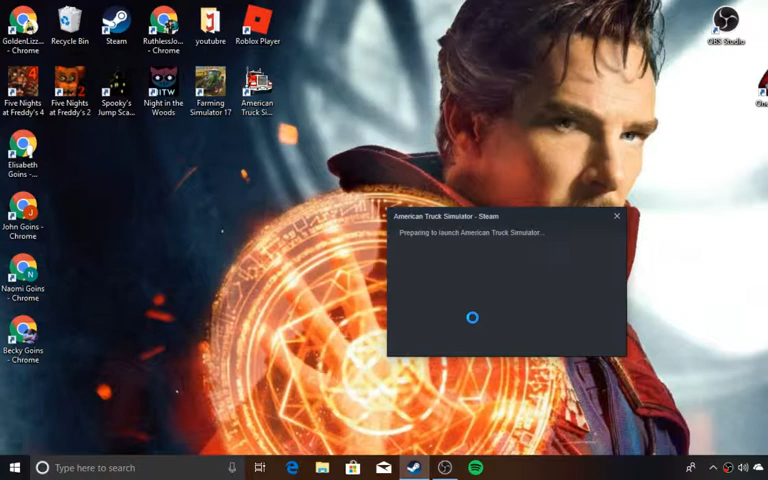 GoldenLizz...
- Chrome
Recycle Bin
Steam
RuthlessJo...
- Chrome
youtubre
Roblox Player
OBS Studio
Five Nights
at Freddy's 4
Five Nights
at Freddy's 2
Spooky's
Jump Sca...
Night in the
Woods
Farming
Simulator 17
American
Truck Si...
Elisabeth
Goins -...
John Goins -
Chrome
Naomi Goins
- Chrome
Becky Goins
- Chrome
American Truck Simulator - Steam
Preparing to launch American Truck Simulator...
Type here to search